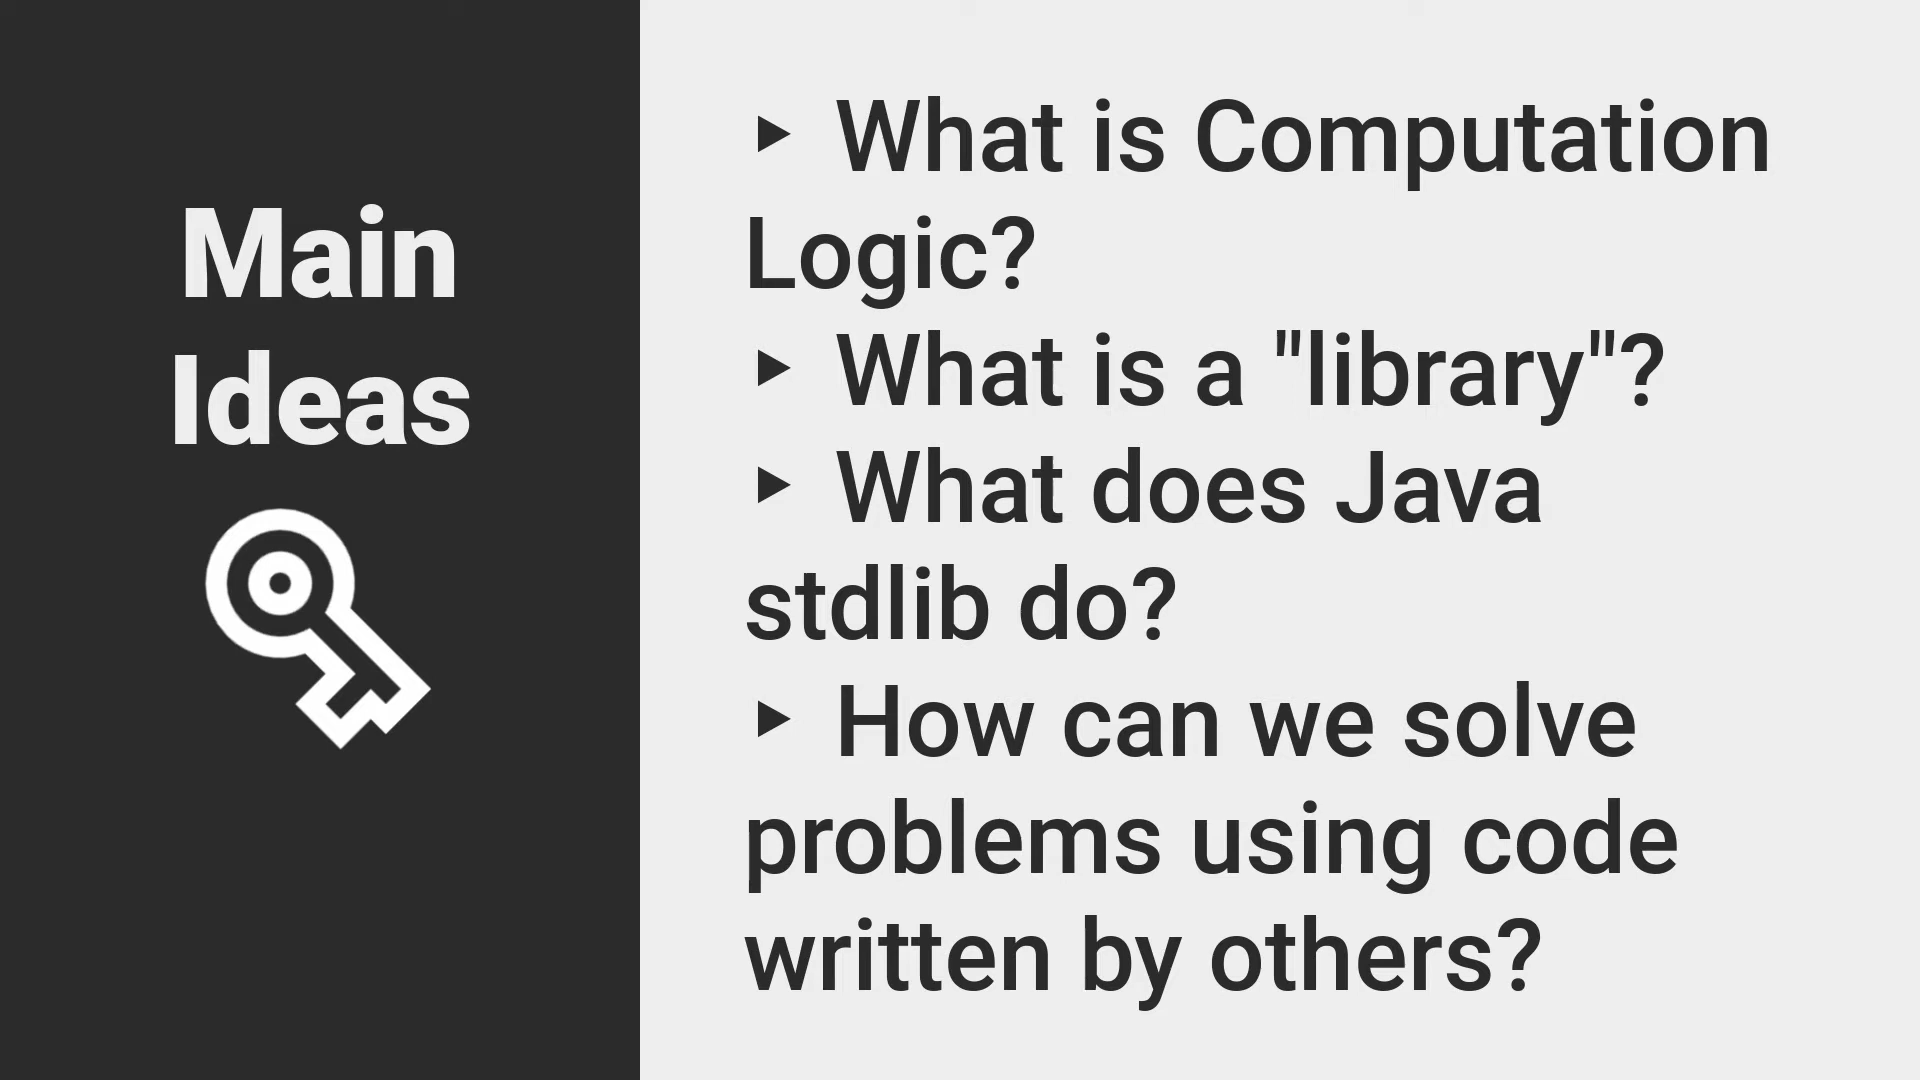 Main
Ideas
▸ What is Computation
Logic?
▸ What is a "library"?
▸ What does Java
stdlib do?
▸ How can we solve
problems using code
written by others?